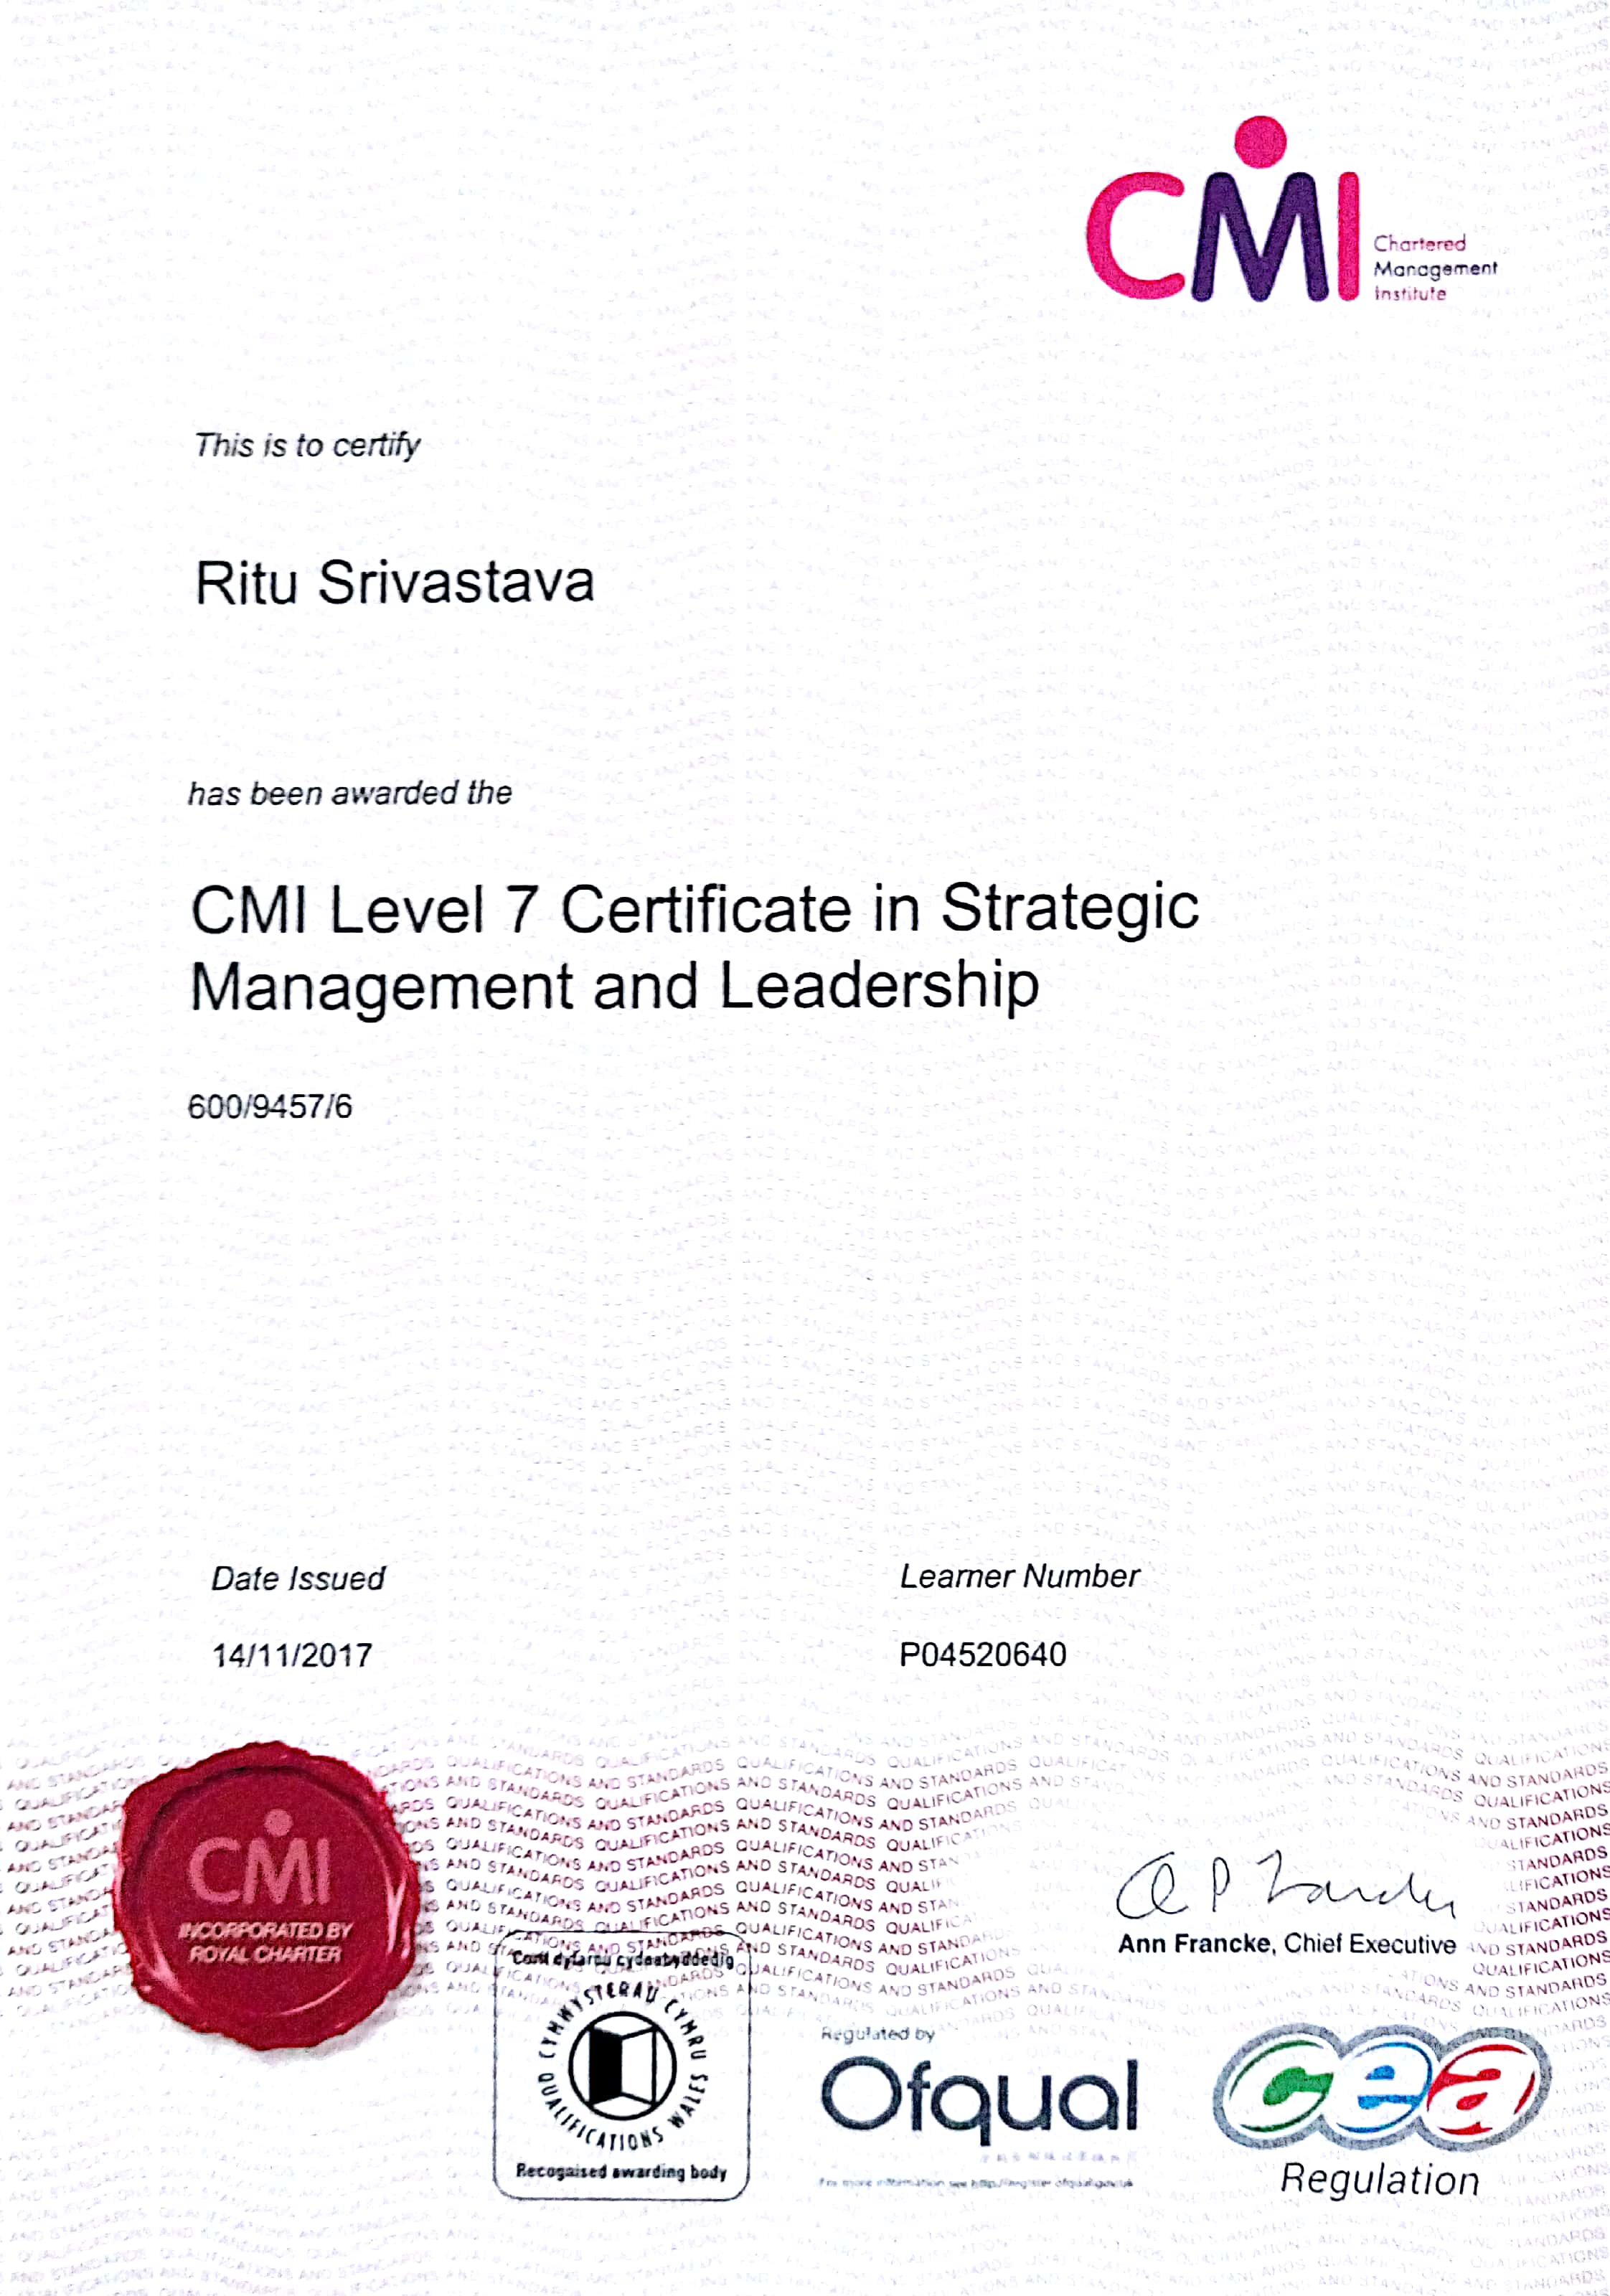 CMI
Chartered
Management
Institute
This is to certify
Ritu Srivastava
has been awarded the
CMI Level 7 Certificate in Strategic
Management and Leadership
600/9457/6
Date Issued
Learner Number
14/11/2017
P04520640
QUALIFICATIONS AND STANDARDS
CMI
INCORPORATED BY
ROYAL CHARTER
Ann Francke, Chief Executive
Corff dyfarnu cydnabyddedig
CYMWYSTERAU CYMRU
QUALIFICATIONS WALES
Recognised awarding body
Regulated by
Ofqual
For more information see http://register.ofqual.gov.uk
cea
Regulation